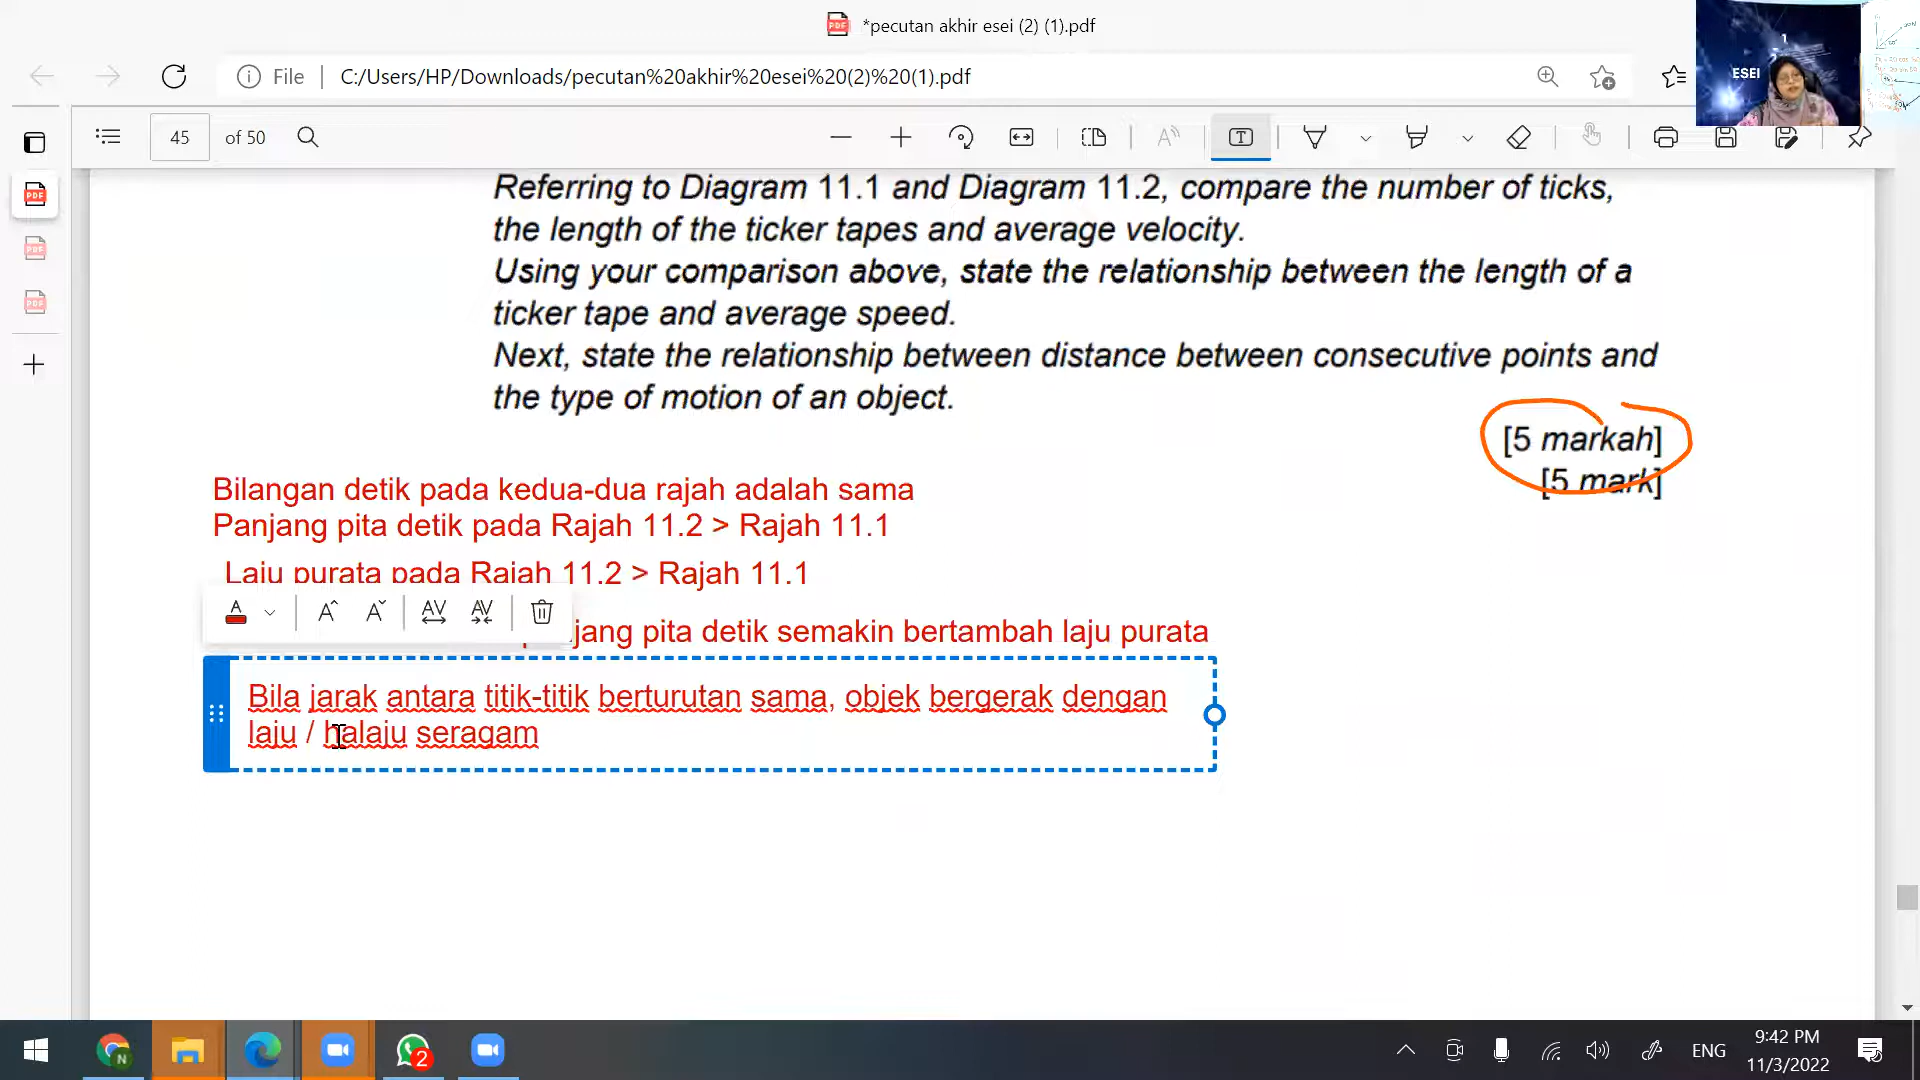 *pecutan akhir esei (2) (1).pdf
File
C:/Users/HP/Downloads/pecutan%20akhir%20esei%20(2)%20(1).pdf
ESEI
45 of 50
Referring to Diagram 11.1 and Diagram 11.2, compare the number of ticks,
the length of the ticker tapes and average velocity.
Using your comparison above, state the relationship between the length of a
ticker tape and average speed.
Next, state the relationship between distance between consecutive points and
the type of motion of an object.
[5 markah]
[5 mark]
Bilangan detik pada kedua-dua rajah adalah sama
Panjang pita detik pada Rajah 11.2 > Rajah 11.1
Laju purata pada Rajah 11.2 > Rajah 11.1
pita detik semakin bertambah laju purata
Bila jarak antara titik-titik berturutan sama, objek bergerak dengan
laju / halaju seragam
2
ENG
9:42 PM
11/3/2022